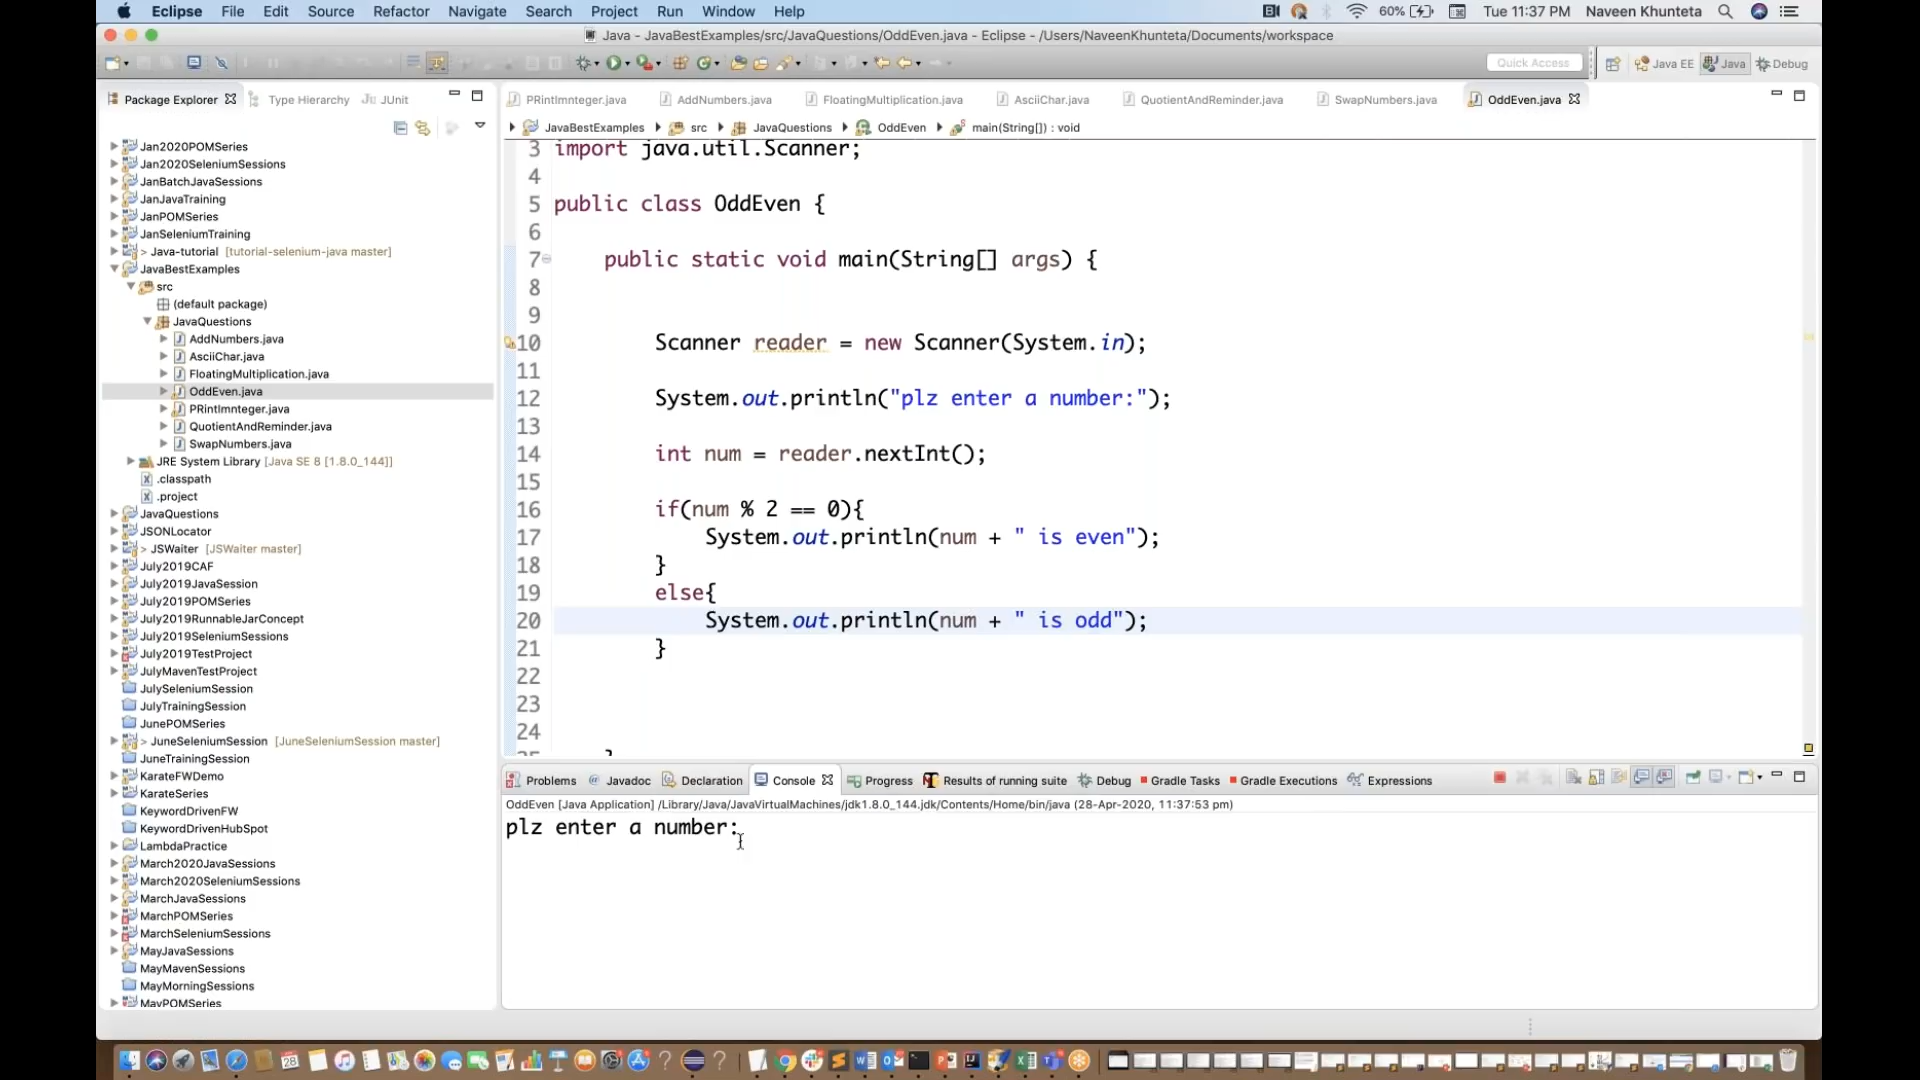 Eclipse File Edit Source Refactor Navigate Search Project Run Window Help 60% Tue 11:37 PM Naveen Khunteta
Java - JavaBestExamples/src/JavaQuestions/OddEven.java - Eclipse - /Users/NaveenKhunteta/Documents/workspace
Quick Access Java EE Java Debug
Package Explorer Type Hierarchy JUnit
PRintImnteger.java AddNumbers.java FloatingMultiplication.java AsciiChar.java QuotientAndReminder.java SwapNumbers.java OddEven.java
JavaBestExamples src JavaQuestions OddEven main(String[]) : void
Jan2020POMSeries
Jan2020SeleniumSessions
JanBatchJavaSessions
JanJavaTraining
JanPOMSeries
JanSeleniumTraining
> Java-tutorial [tutorial-selenium-java master]
JavaBestExamples
src
(default package)
JavaQuestions
AddNumbers.java
AsciiChar.java
FloatingMultiplication.java
OddEven.java
PRintImnteger.java
QuotientAndReminder.java
SwapNumbers.java
JRE System Library [Java SE 8 [1.8.0_144]]
.classpath
.project
JavaQuestions
JSONLocator
> JSWaiter [JSWaiter master]
July2019CAF
July2019JavaSession
July2019POMSeries
July2019RunnableJarConcept
July2019SeleniumSessions
July2019TestProject
JulyMavenTestProject
JulySeleniumSession
JulyTrainingSession
JunePOMSeries
> JuneSeleniumSession [JuneSeleniumSession master]
JuneTrainingSession
KarateFWDemo
KarateSeries
KeywordDrivenFW
KeywordDrivenHubSpot
LambdaPractice
March2020JavaSessions
March2020SeleniumSessions
MarchJavaSessions
MarchPOMSeries
MarchSeleniumSessions
MayJavaSessions
MayMavenSessions
MayMorningSessions
MayPOMSeries
3 import java.util.Scanner;
4
5 public class OddEven {
6
7 public static void main(String[] args) {
8
9
10 Scanner reader = new Scanner(System.in);
11
12 System.out.println("plz enter a number:");
13
14 int num = reader.nextInt();
15
16 if(num % 2 == 0){
17 System.out.println(num + " is even");
18 }
19 else{
20 System.out.println(num + " is odd");
21 }
22
23
24
Problems Javadoc Declaration Console Progress Results of running suite Debug Gradle Tasks Gradle Executions Expressions
OddEven [Java Application] /Library/Java/JavaVirtualMachines/jdk1.8.0_144.jdk/Contents/Home/bin/java (28-Apr-2020, 11:37:53 pm)
plz enter a number: